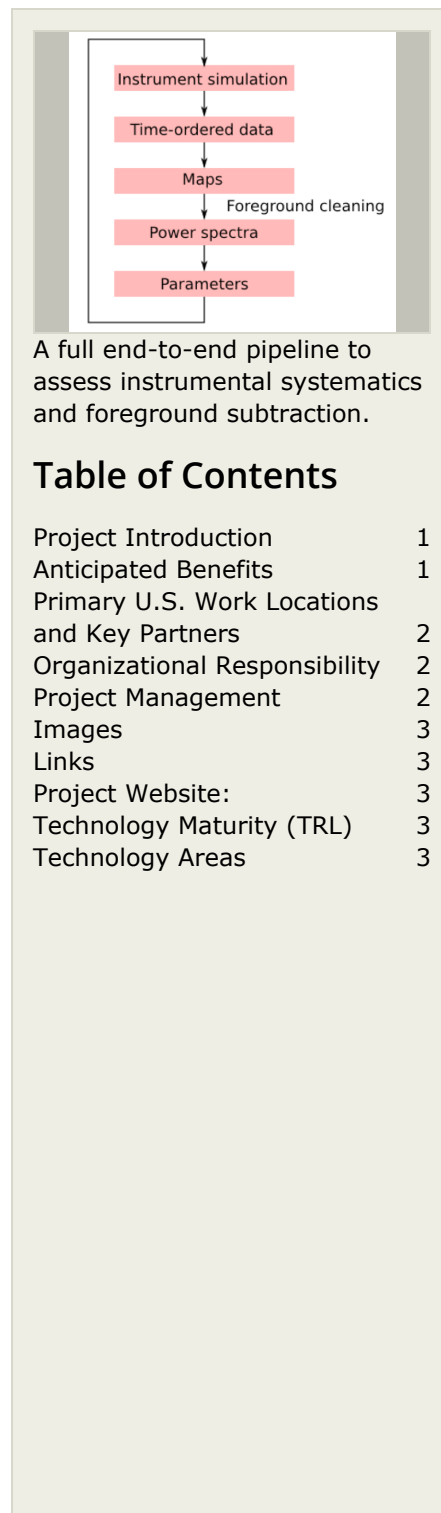 Instrument simulation
Time-ordered data
Maps
Foreground cleaning
Power spectra
Parameters
A full end-to-end pipeline to
assess instrumental systematics
and foreground subtraction.
Table of Contents
Project Introduction 1
Anticipated Benefits 1
Primary U.S. Work Locations
and Key Partners 2
Organizational Responsibility 2
Project Management 2
Images 3
Links 3
Project Website: 3
Technology Maturity (TRL) 3
Technology Areas 3